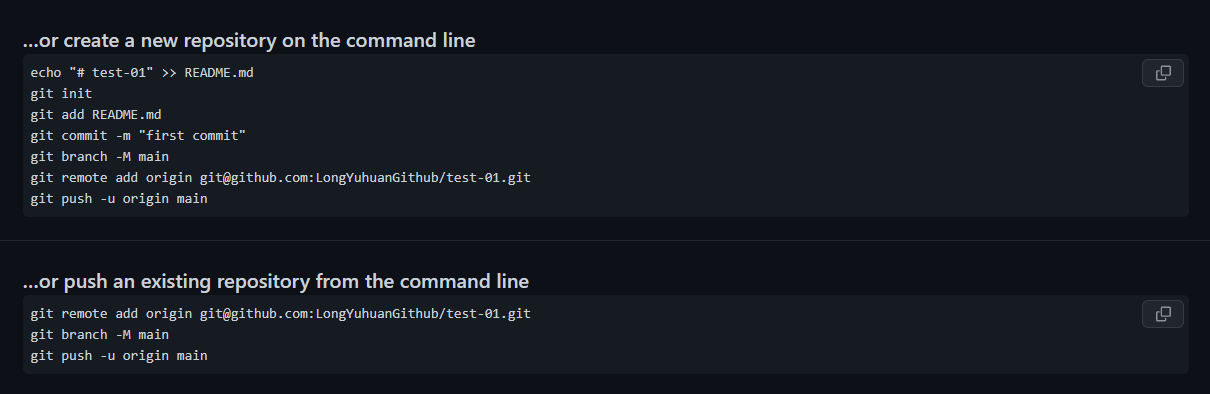 ...or create a new repository on the command line
echo "# test-01" >> README.md
git init
git add README.md
git commit -m "first commit"
git branch -M main
git remote add origin git@github.com:LongYuhuanGithub/test-01.git
git push -u origin main
...or push an existing repository from the command line
git remote add origin git@github.com:LongYuhuanGithub/test-01.git
git branch -M main
git push -u origin main